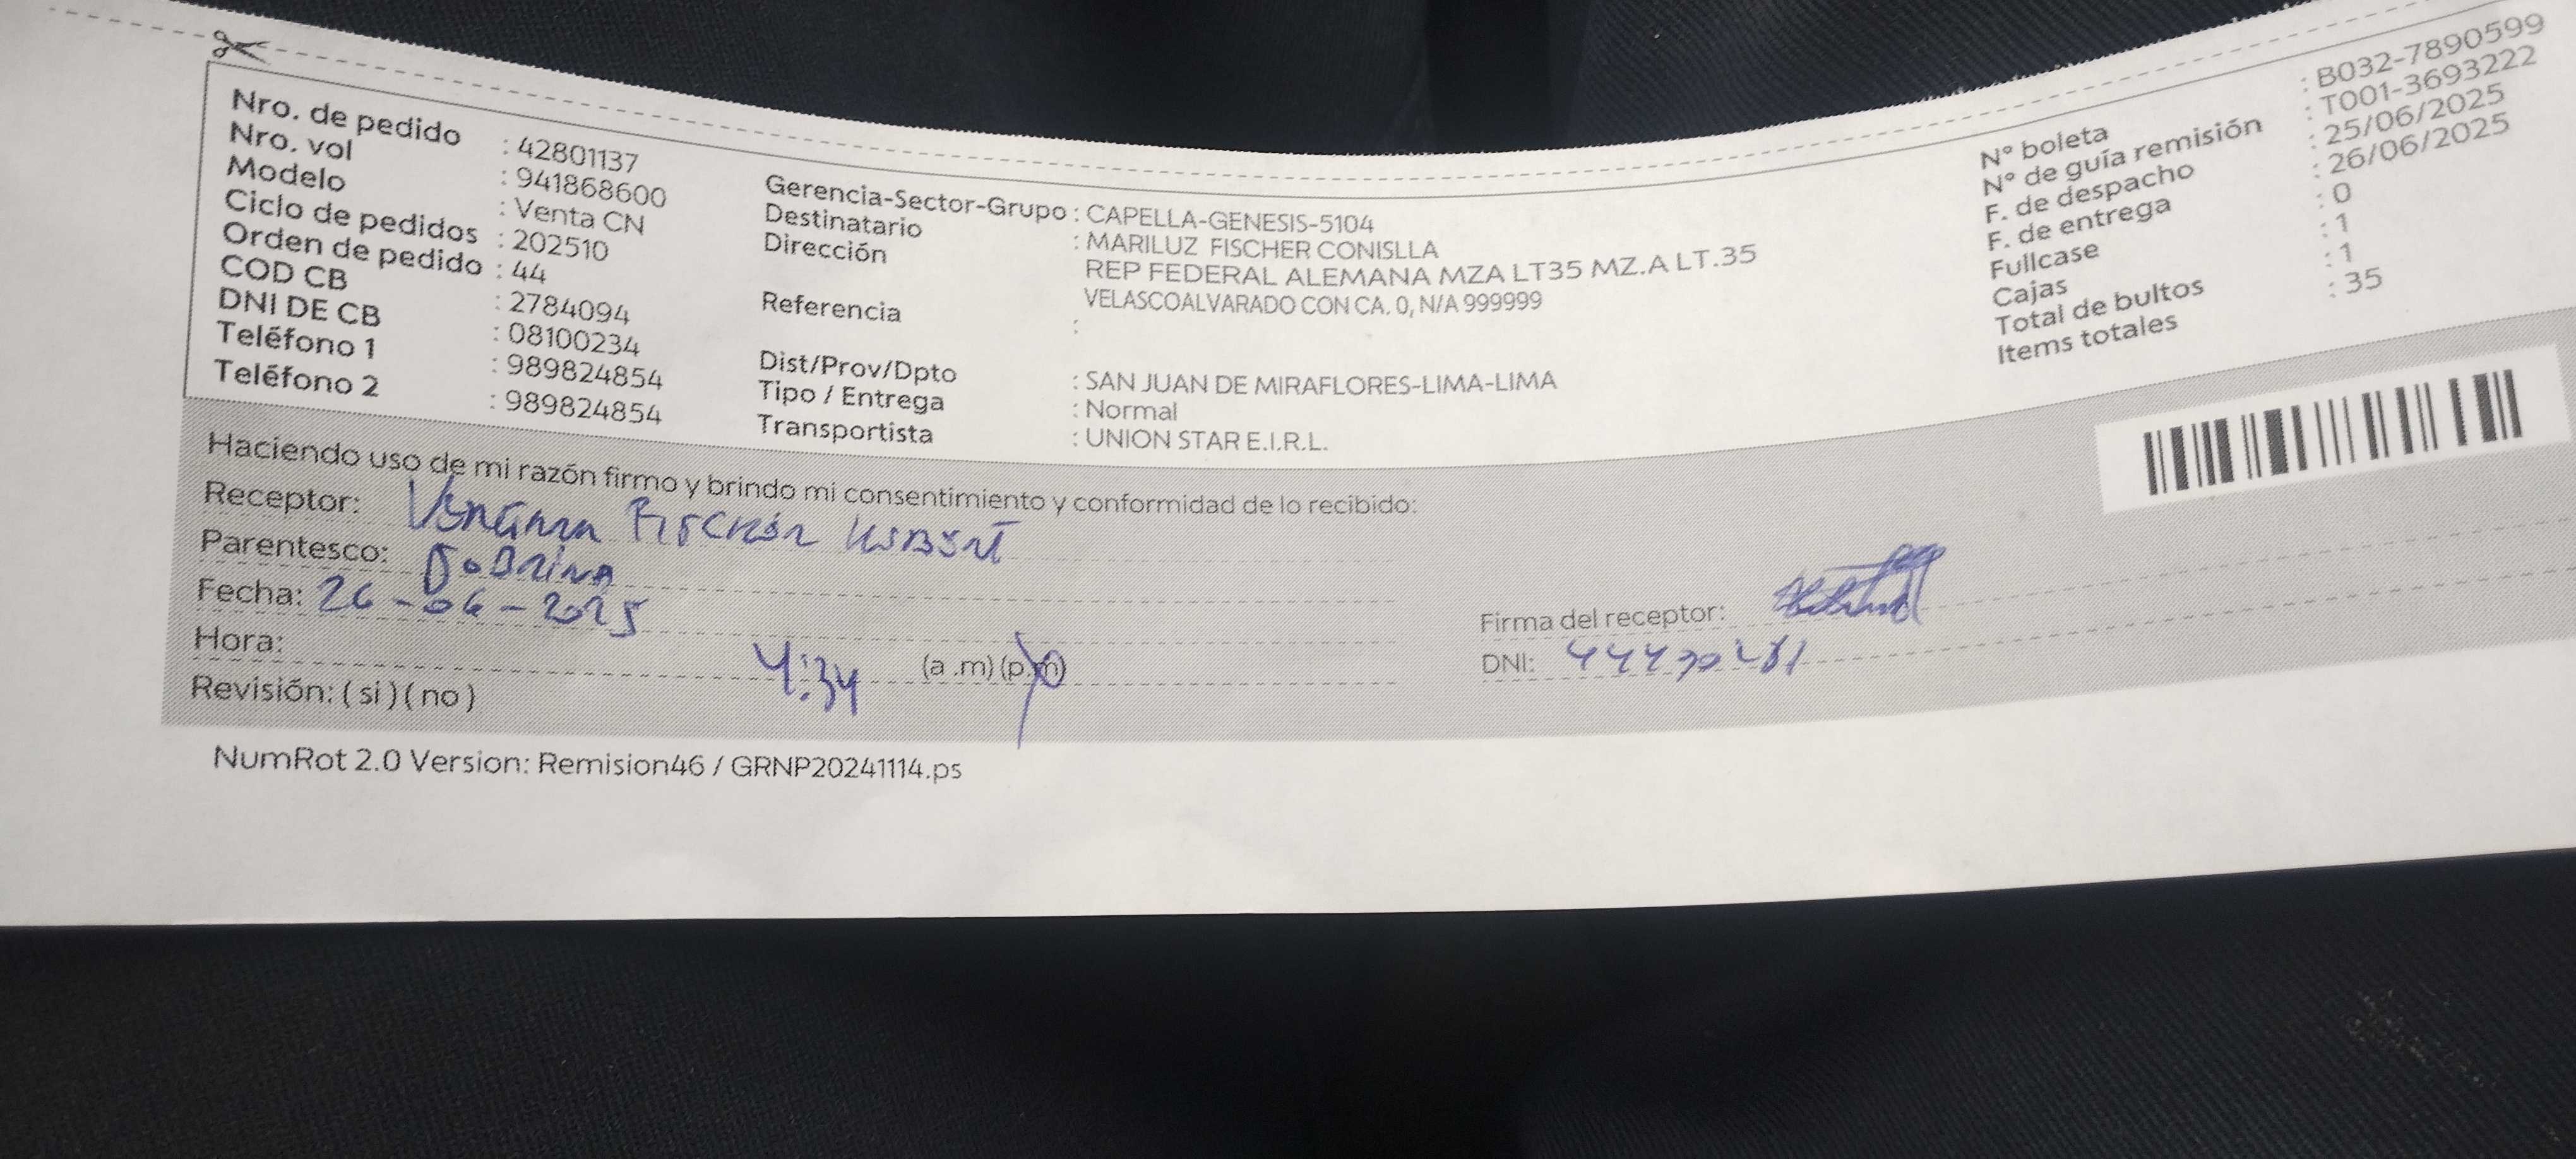 Nro. de pedido : 42801137
Nro. vol : 941868600
Modelo : Venta CN
Ciclo de pedidos : 202510
Orden de pedido : 44
COD CB : 2784094
DNI DE CB : 08100234
Teléfono 1 : 989824854
Teléfono 2 : 989824854
Gerencia-Sector-Grupo : CAPELLA-GENESIS-5104
Destinatario : MARILUZ FISCHER CONISLLA
Dirección REP FEDERAL ALEMANA MZA LT35 MZ.A LT.35
VELASCOALVARADO CON CA. 0, N/A 999999
Referencia :
Dist/Prov/Dpto : SAN JUAN DE MIRAFLORES-LIMA-LIMA
Tipo / Entrega : Normal
Transportista : UNION STAR E.I.R.L.
N° boleta : B032-7890599
N° de guía remisión : T001-3693222
F. de despacho : 25/06/2025
F. de entrega : 26/06/2025
Fullcase : 0
Cajas : 1
Total de bultos : 1
Items totales : 35
Haciendo uso de mi razón firmo y brindo mi consentimiento y conformidad de lo recibido:
Receptor:
Parentesco: SOBRINA
Fecha: 26-06-2025
Hora: 4:34 (a .m) (p.m)
Revisión: ( si ) ( no )
Firma del receptor:
DNI:
NumRot 2.0 Version: Remision46 / GRNP20241114.ps